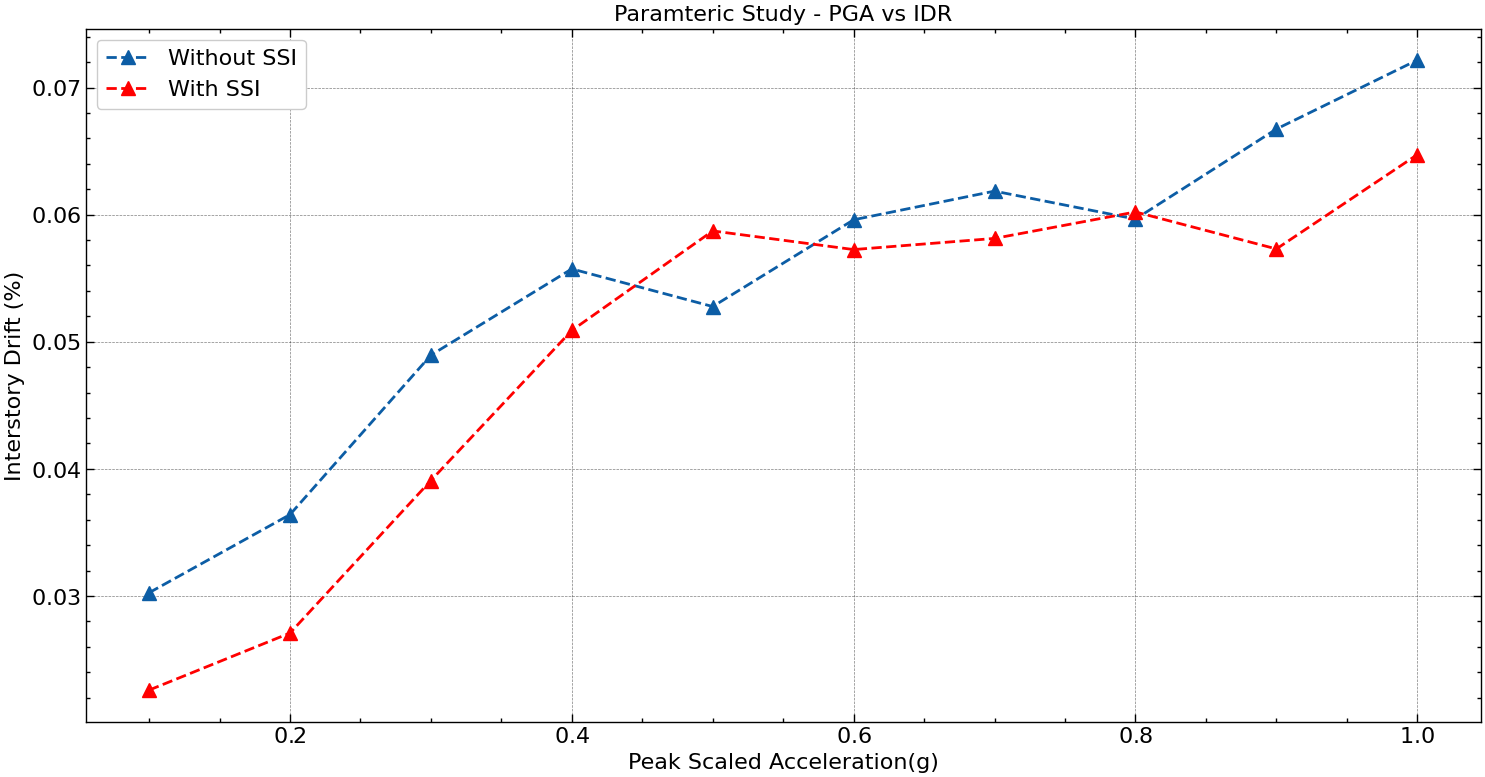 Paramteric Study - PGA vs IDR
Without SSI
With SSI
0.07
0.06
0.05
0.04
0.03
Interstory Drift (%)
0.2 0.4 0.6 0.8 1.0
Peak Scaled Acceleration(g)